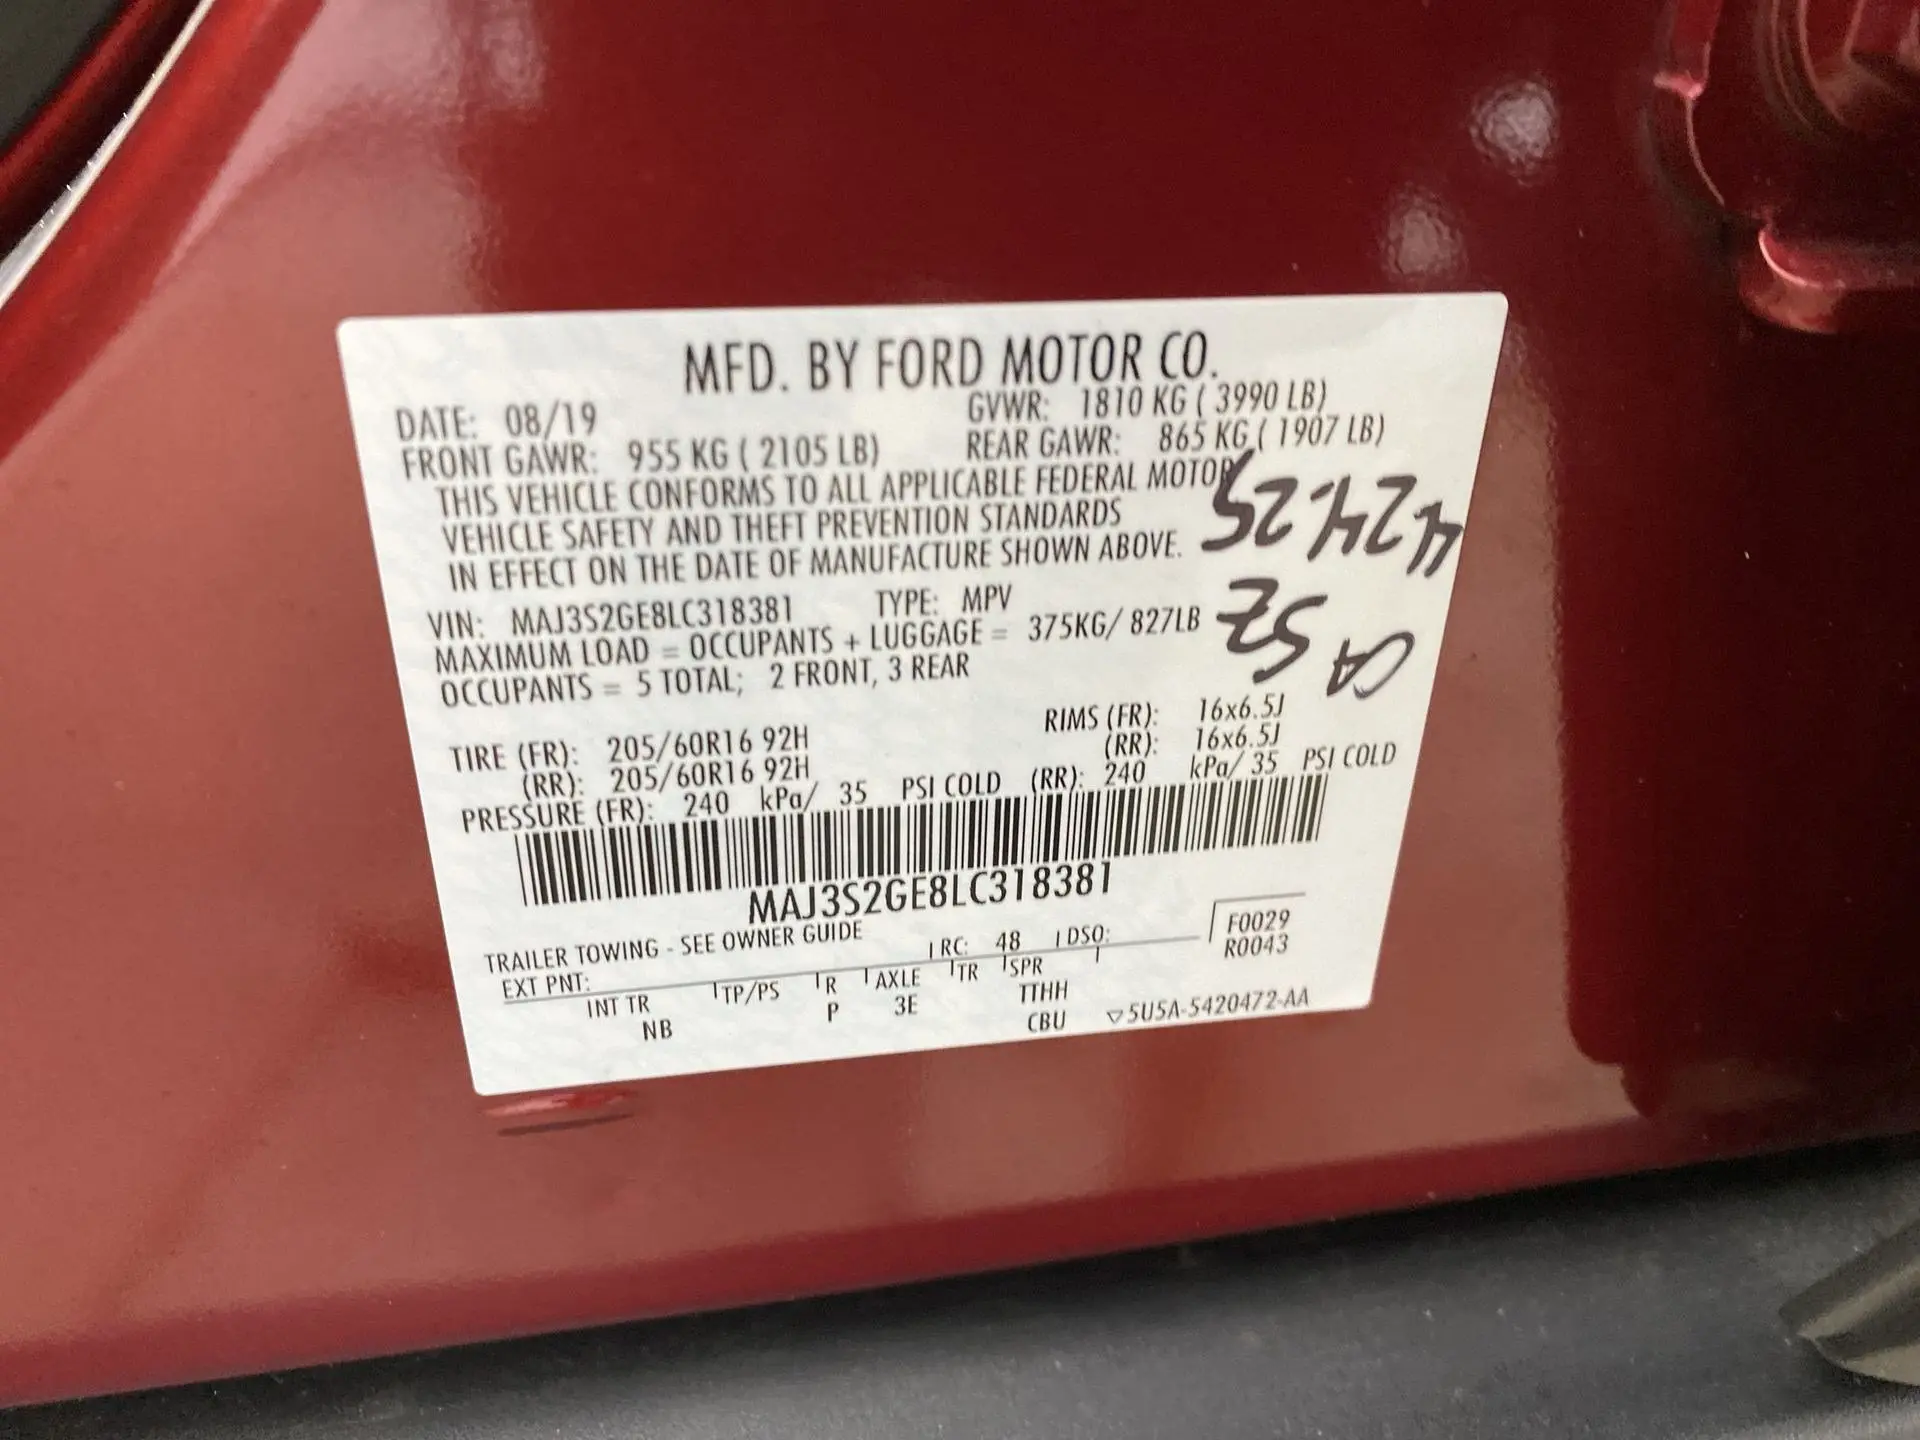 MFD. BY FORD MOTOR CO.
DATE: 08/19 GVWR: 1810 KG ( 3990 LB)
FRONT GAWR: 955 KG ( 2105 LB) REAR GAWR: 865 KG ( 1907 LB)
THIS VEHICLE CONFORMS TO ALL APPLICABLE FEDERAL MOTOR
VEHICLE SAFETY AND THEFT PREVENTION STANDARDS
IN EFFECT ON THE DATE OF MANUFACTURE SHOWN ABOVE.
VIN: MAJ3S2GE8LC318381 TYPE: MPV
MAXIMUM LOAD = OCCUPANTS + LUGGAGE = 375KG/ 827LB
OCCUPANTS = 5 TOTAL; 2 FRONT, 3 REAR
TIRE (FR): 205/60R16 92H RIMS (FR): 16x6.5J
(RR): 205/60R16 92H (RR): 16x6.5J
PRESSURE (FR): 240 kPa/ 35 PSI COLD (RR): 240 kPa/ 35 PSI COLD
MAJ3S2GE8LC318381
TRAILER TOWING - SEE OWNER GUIDE
EXT PNT: RC: 48 DSO: F0029
R0043
INT TR TP/PS R AXLE TR SPR
NB P 3E TTHH
CBU ▽5U5A-5420472-AA